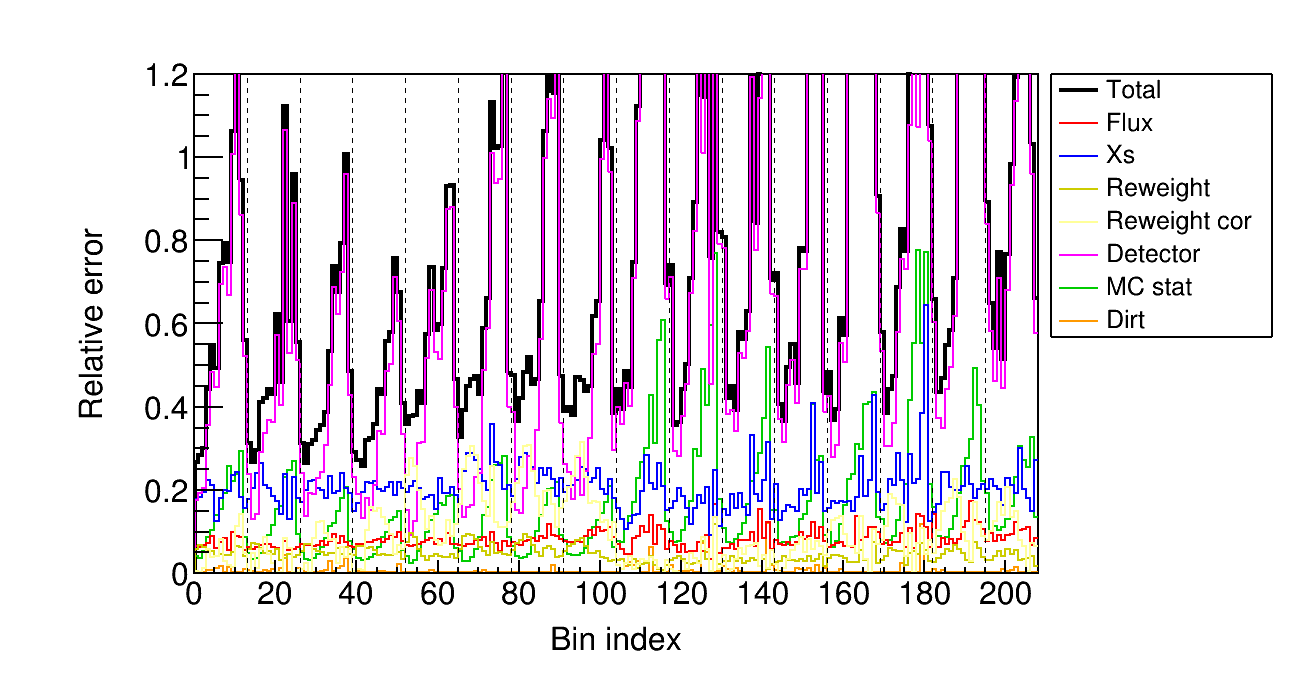 1.2
1
0.8
0.6
0.4
0.2
0
Relative error
0 20 40 60 80 100 120 140 160 180 200
Bin index
Total
Flux
Xs
Reweight
Reweight cor
Detector
MC stat
Dirt